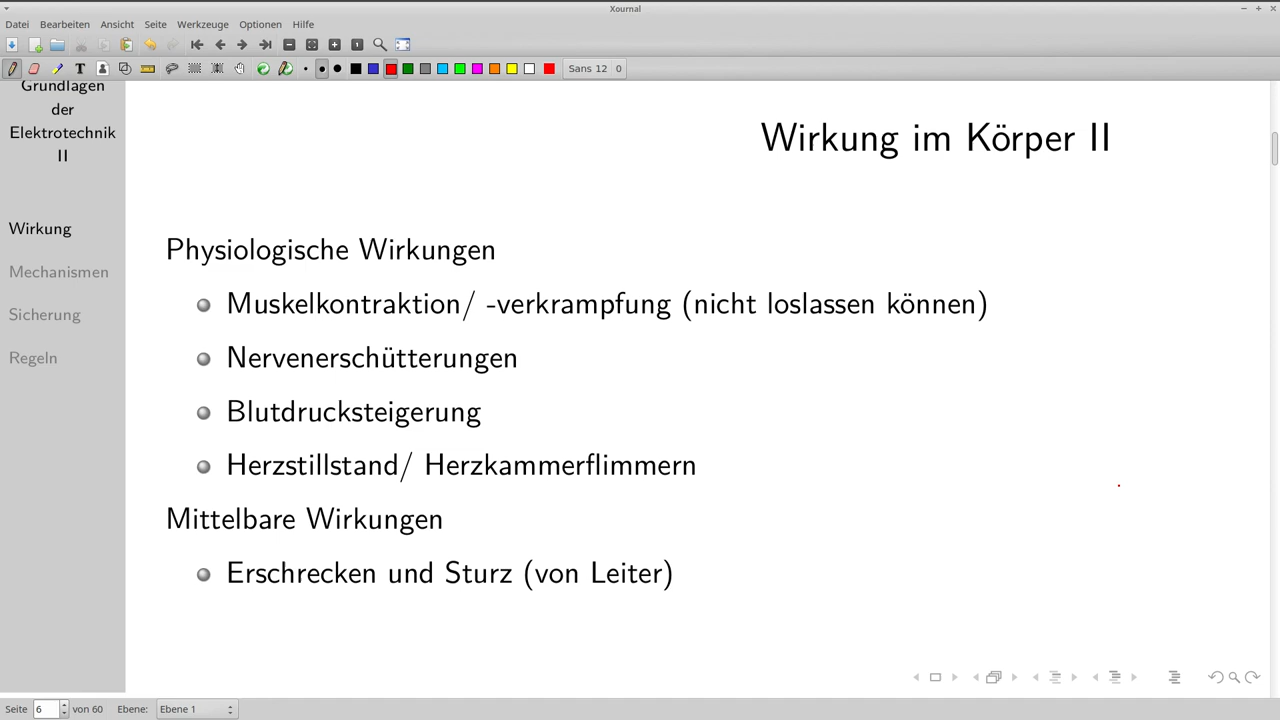 Xournal
Datei Bearbeiten Ansicht Seite Werkzeuge Optionen Hilfe
Sans 12 0
Grundlagen
der
Elektrotechnik
II
Wirkung
Mechanismen
Sicherung
Regeln
Wirkung im Körper II
Physiologische Wirkungen
Muskelkontraktion/ -verkrampfung (nicht loslassen können)
Nervenerschütterungen
Blutdrucksteigerung
Herzstillstand/ Herzkammerflimmern
Mittelbare Wirkungen
Erschrecken und Sturz (von Leiter)
Seite 6 von 60 Ebene: Ebene 1